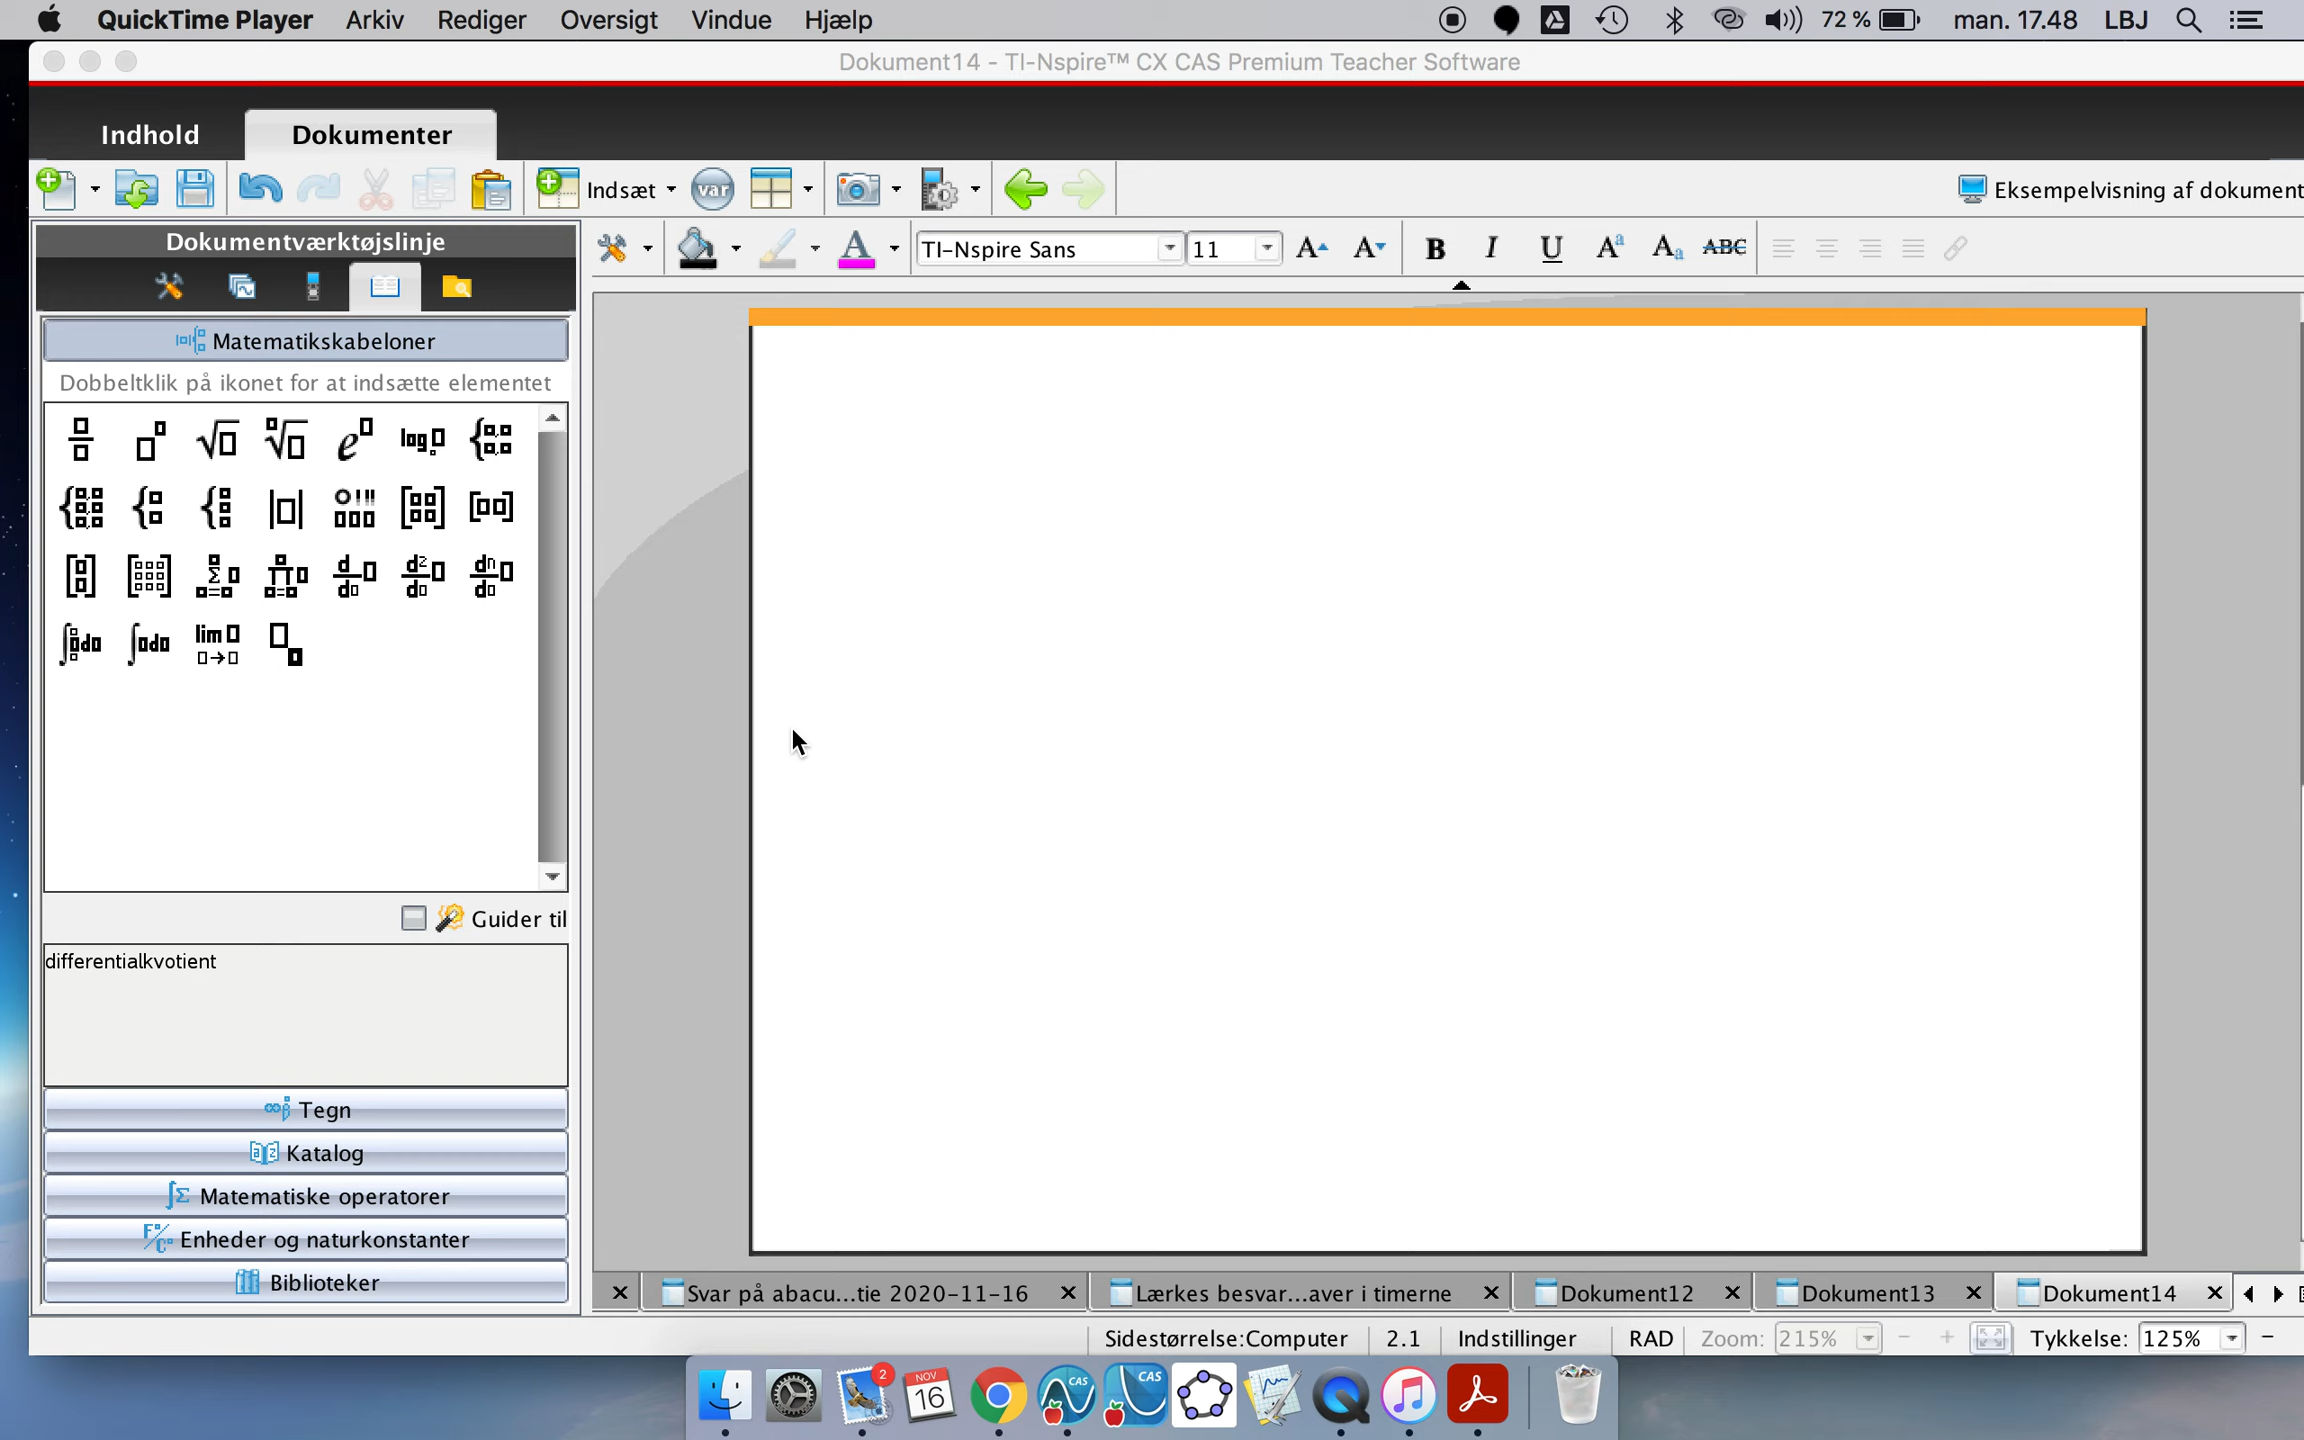 QuickTime Player Arkiv Rediger Oversigt Vindue Hjælp 72 % man. 17.48 LBJ
Dokument14 - TI-Nspire™ CX CAS Premium Teacher Software
Indhold Dokumenter
Indsæt var Eksempelvisning af dokument
Dokumentværktøjslinje
TI-Nspire Sans 11 B I U ABC
Matematikskabeloner
Dobbeltklik på ikonet for at indsætte elementet
Guider til
differentialkvotient
Tegn
Katalog
Matematiske operatorer
Enheder og naturkonstanter
Biblioteker
Svar på abacu...tie 2020-11-16 Lærkes besvar...aver i timerne Dokument12 Dokument13 Dokument14
Sidestørrelse:Computer 2.1 Indstillinger RAD Zoom: 215% Tykkelse: 125%
2 NOV 16 CAS CAS